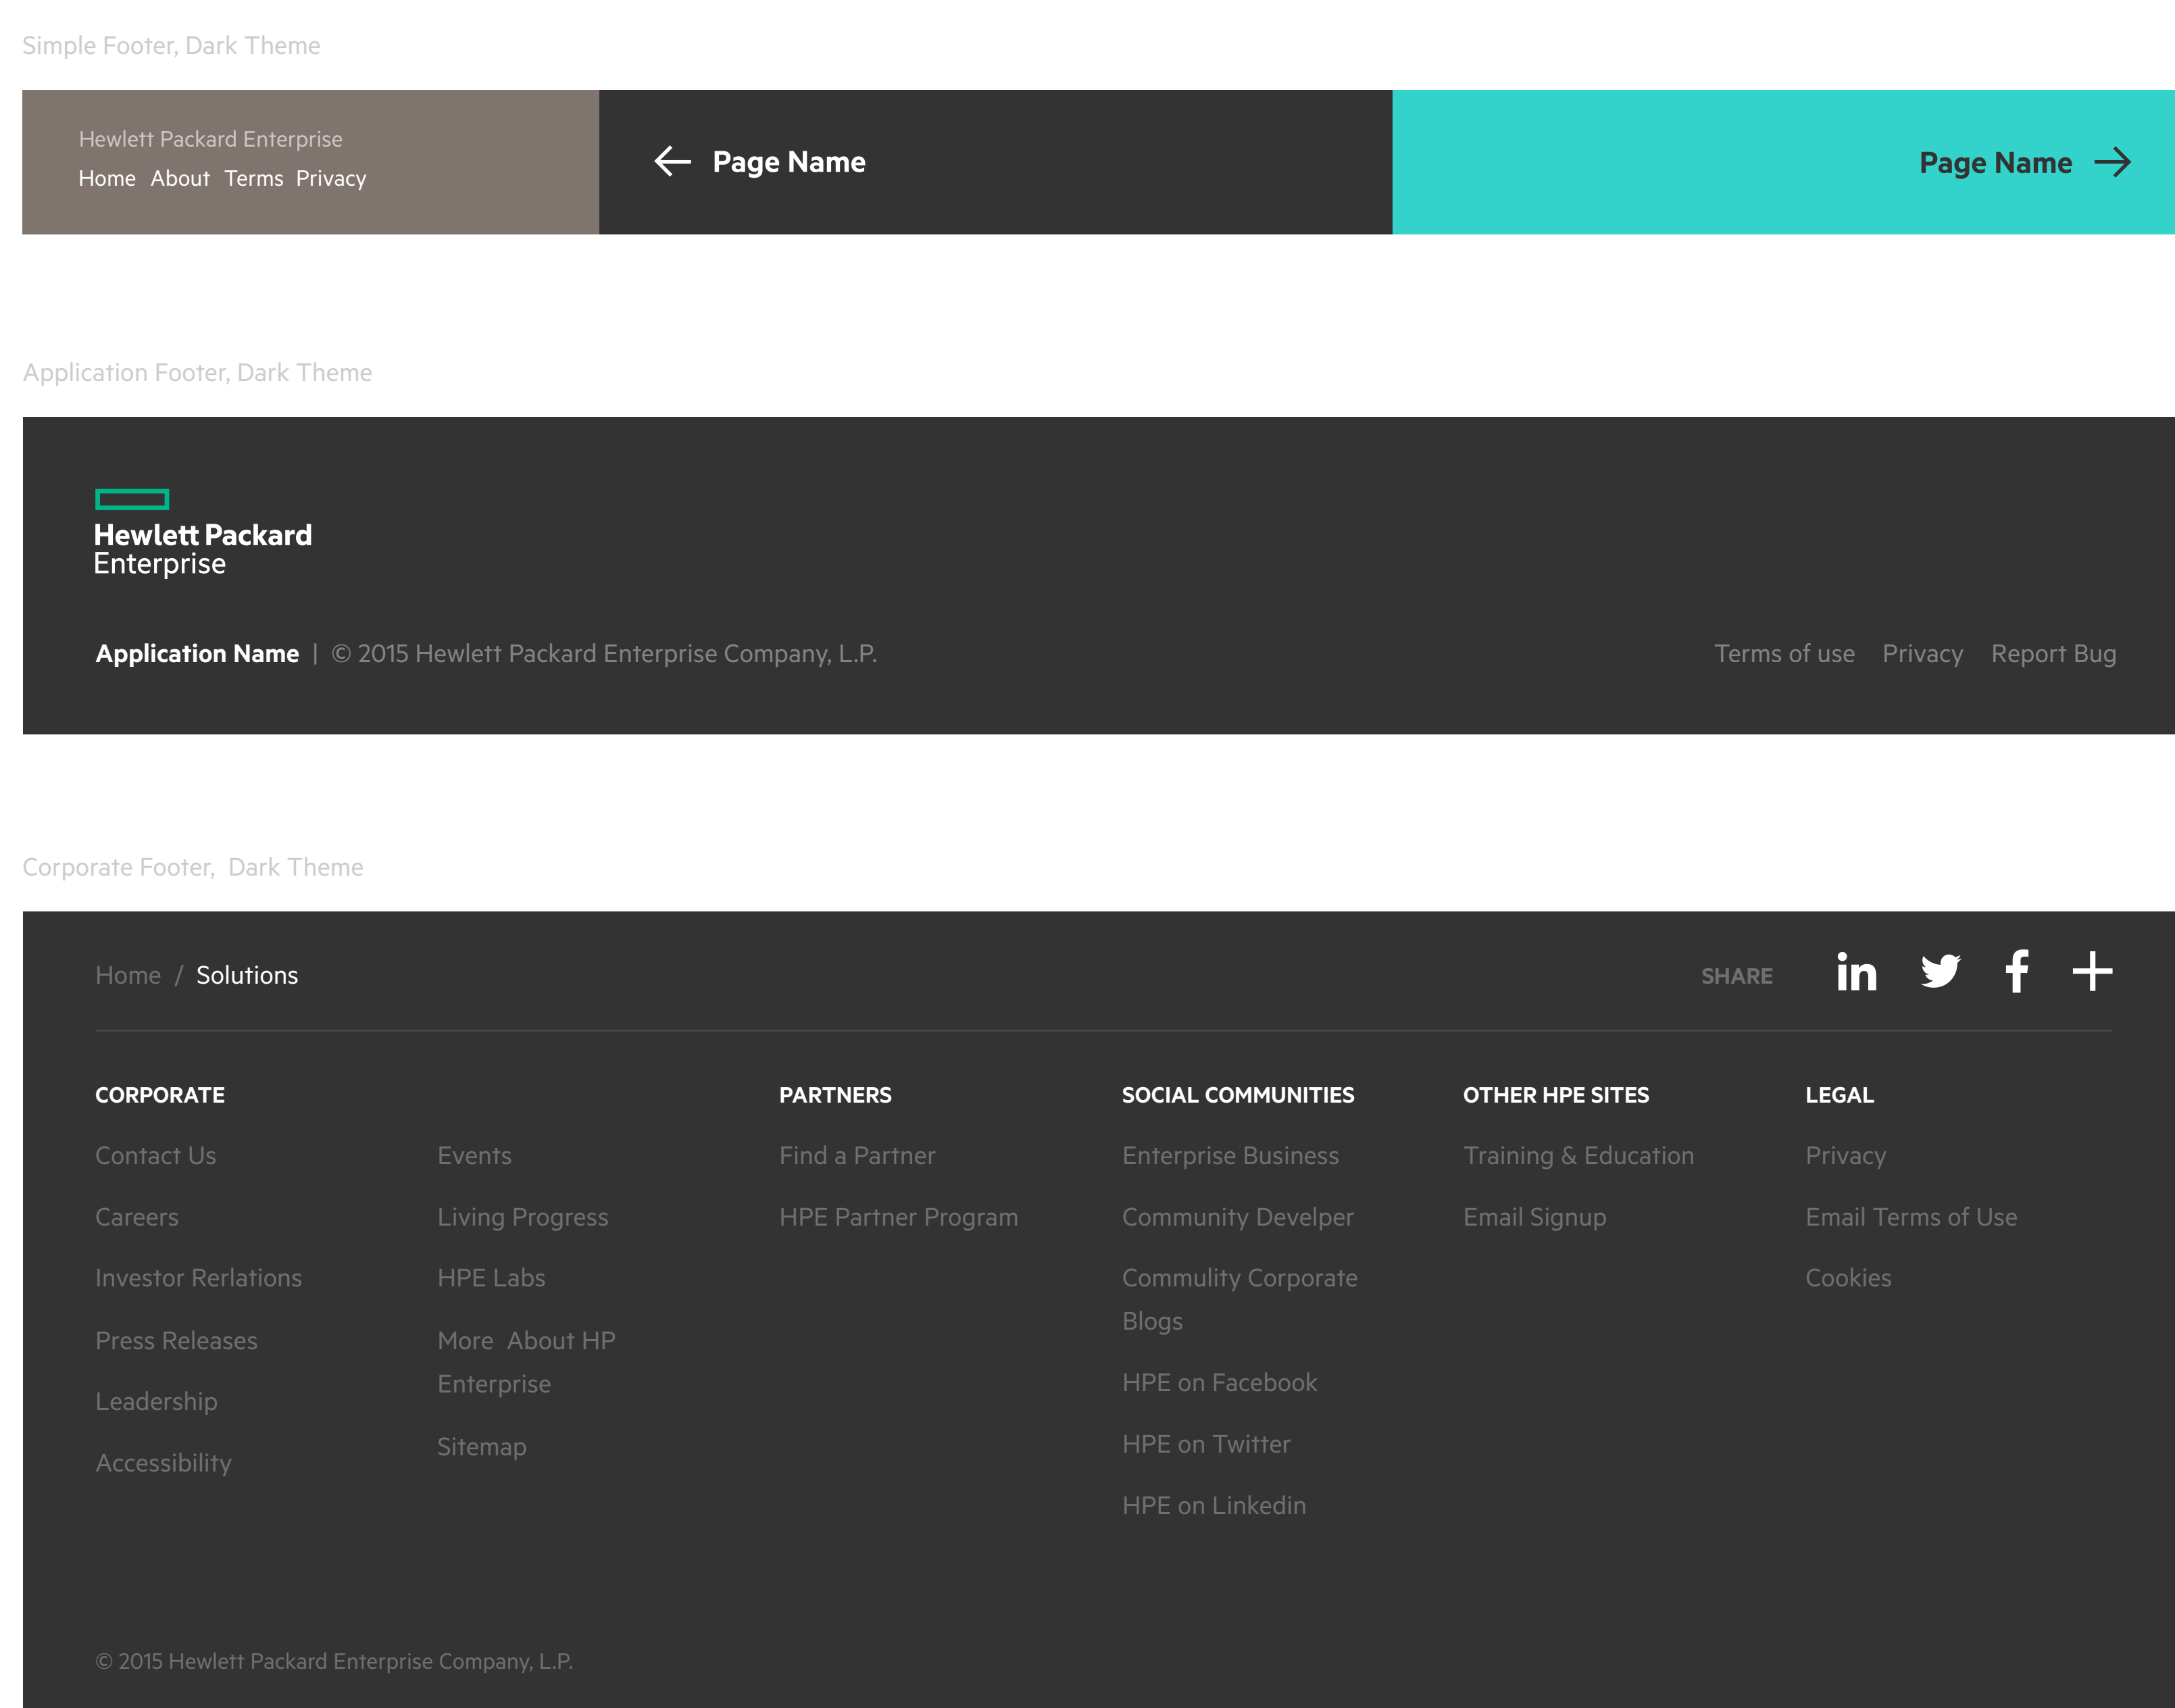 Simple Footer, Dark Theme
Hewlett Packard Enterprise
Home About Terms Privacy
Page Name
Page Name
Application Footer, Dark Theme
Hewlett Packard
Enterprise
Application Name | © 2015 Hewlett Packard Enterprise Company, L.P.
Terms of use Privacy Report Bug
Corporate Footer, Dark Theme
Home / Solutions
SHARE
CORPORATE
Contact Us
Careers
Investor Rerlations
Press Releases
Leadership
Accessibility
Events
Living Progress
HPE Labs
More About HP
Enterprise
Sitemap
PARTNERS
Find a Partner
HPE Partner Program
SOCIAL COMMUNITIES
Enterprise Business
Community Develper
Commulity Corporate
Blogs
HPE on Facebook
HPE on Twitter
HPE on Linkedin
OTHER HPE SITES
Training & Education
Email Signup
LEGAL
Privacy
Email Terms of Use
Cookies
© 2015 Hewlett Packard Enterprise Company, L.P.